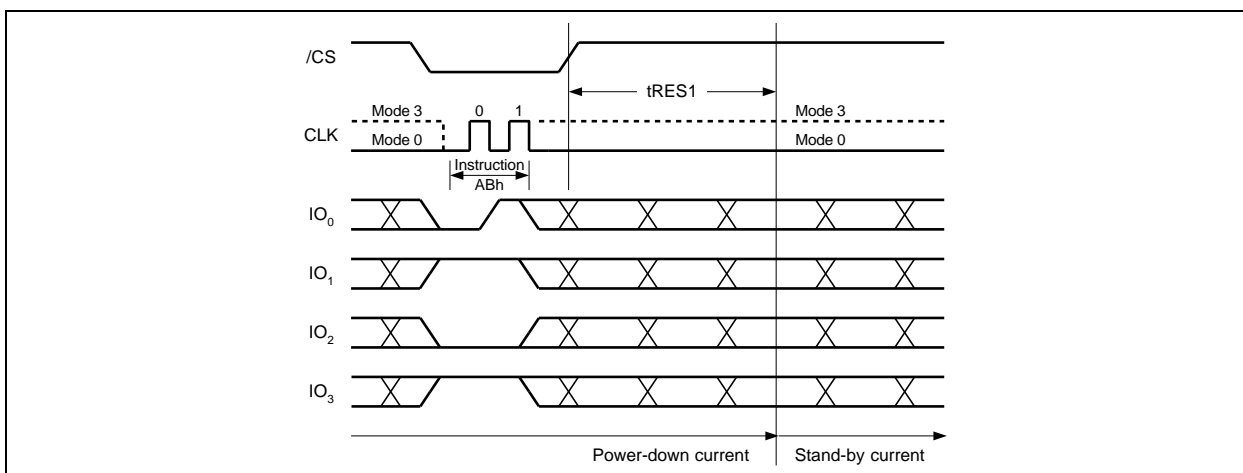 /CS
tRES1
Mode 3
0
1
Mode 3
CLK
Mode 0
Mode 0
Instruction
ABh
IO0
IO1
IO2
IO3
Power-down current
Stand-by current